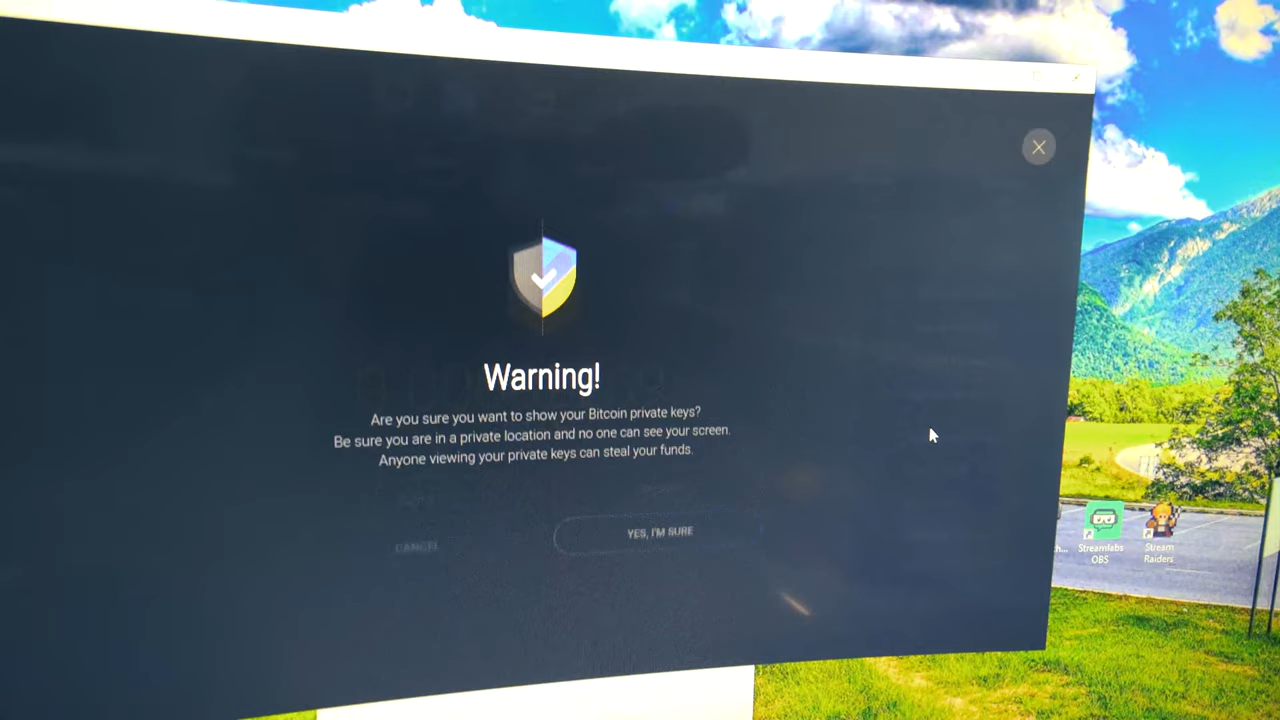 Warning!
Are you sure you want to show your Bitcoin private keys?
Be sure you are in a private location and no one can see your screen.
Anyone viewing your private keys can steal your funds.
CANCEL
YES, I'M SURE
Streamlabs
OBS
Stream
Raiders